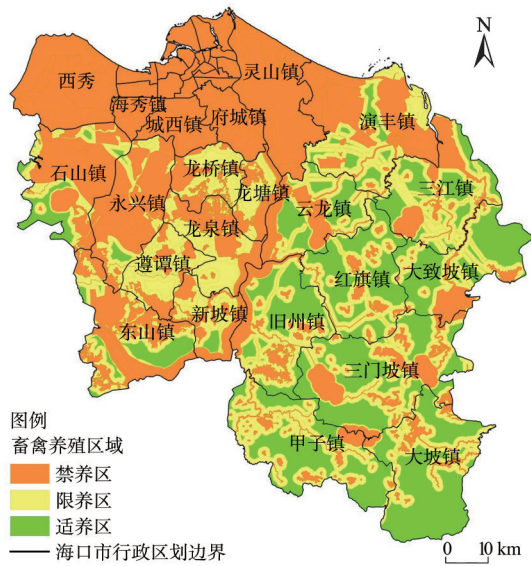 N
西秀
灵山镇
海秀镇
城西镇
府城镇
演丰镇
石山镇
龙桥镇
永兴镇
龙塘镇
三江镇
云龙镇
龙泉镇
遵谭镇
红旗镇
大致坡镇
新坡镇
旧州镇
东山镇
三门坡镇
甲子镇
大坡镇
图例
畜禽养殖区域
禁养区
限养区
适养区
海口市行政区划边界
0 10 km